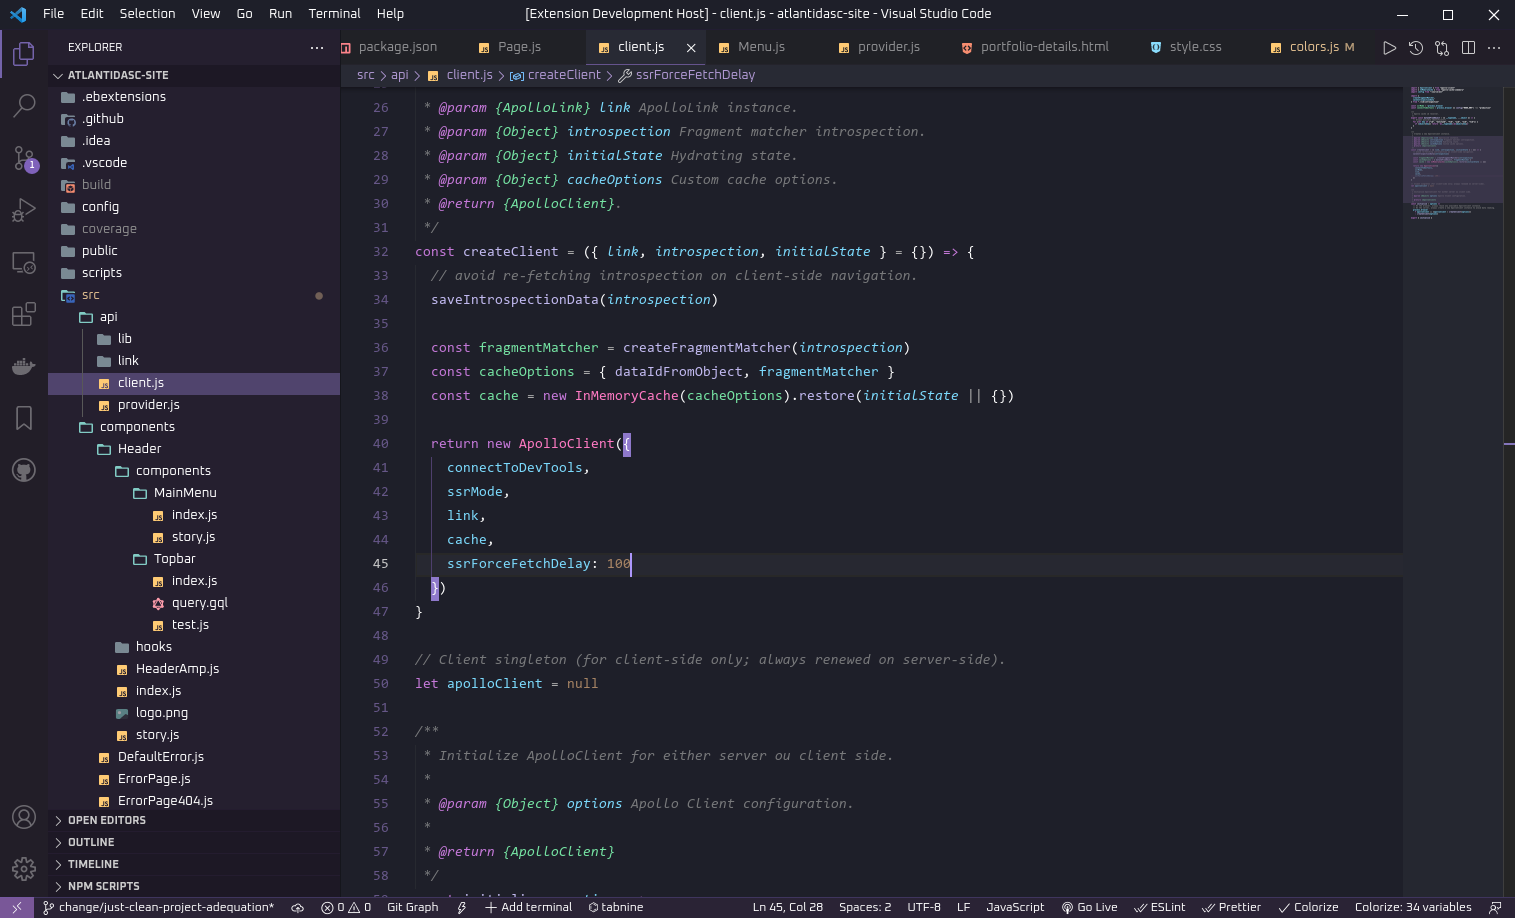 File Edit Selection View Go Run Terminal Help [Extension Development Host] - client.js - atlantidasc-site - Visual Studio Code
EXPLORER
ATLANTIDASC-SITE
.ebextensions
.github
.idea
.vscode
build
config
coverage
public
scripts
src
api
lib
link
client.js
provider.js
components
Header
components
MainMenu
index.js
story.js
Topbar
index.js
query.gql
test.js
hooks
HeaderAmp.js
index.js
logo.png
story.js
DefaultError.js
ErrorPage.js
ErrorPage404.js
OPEN EDITORS
OUTLINE
TIMELINE
NPM SCRIPTS
1
package.json Page.js client.js Menu.js provider.js portfolio-details.html style.css colors.js M
src > api > client.js > createClient > ssrForceFetchDelay
26 * @param {ApolloLink} link ApolloLink instance.
27 * @param {Object} introspection Fragment matcher introspection.
28 * @param {Object} initialState Hydrating state.
29 * @param {Object} cacheOptions Custom cache options.
30 * @return {ApolloClient}.
31 */
32 const createClient = ({ link, introspection, initialState } = {}) => {
33 // avoid re-fetching introspection on client-side navigation.
34 saveIntrospectionData(introspection)
35
36 const fragmentMatcher = createFragmentMatcher(introspection)
37 const cacheOptions = { dataIdFromObject, fragmentMatcher }
38 const cache = new InMemoryCache(cacheOptions).restore(initialState || {})
39
40 return new ApolloClient({
41 connectToDevTools,
42 ssrMode,
43 link,
44 cache,
45 ssrForceFetchDelay: 100
46 })
47 }
48
49 // Client singleton (for client-side only; always renewed on server-side).
50 let apolloClient = null
51
52 /**
53 * Initialize ApolloClient for either server ou client side.
54 *
55 * @param {Object} options Apollo Client configuration.
56 *
57 * @return {ApolloClient}
58 */
change/just-clean-project-adequation* 0 0 Git Graph Add terminal tabnine Ln 45, Col 28 Spaces: 2 UTF-8 LF JavaScript Go Live ESLint Prettier Colorize Colorize: 34 variables